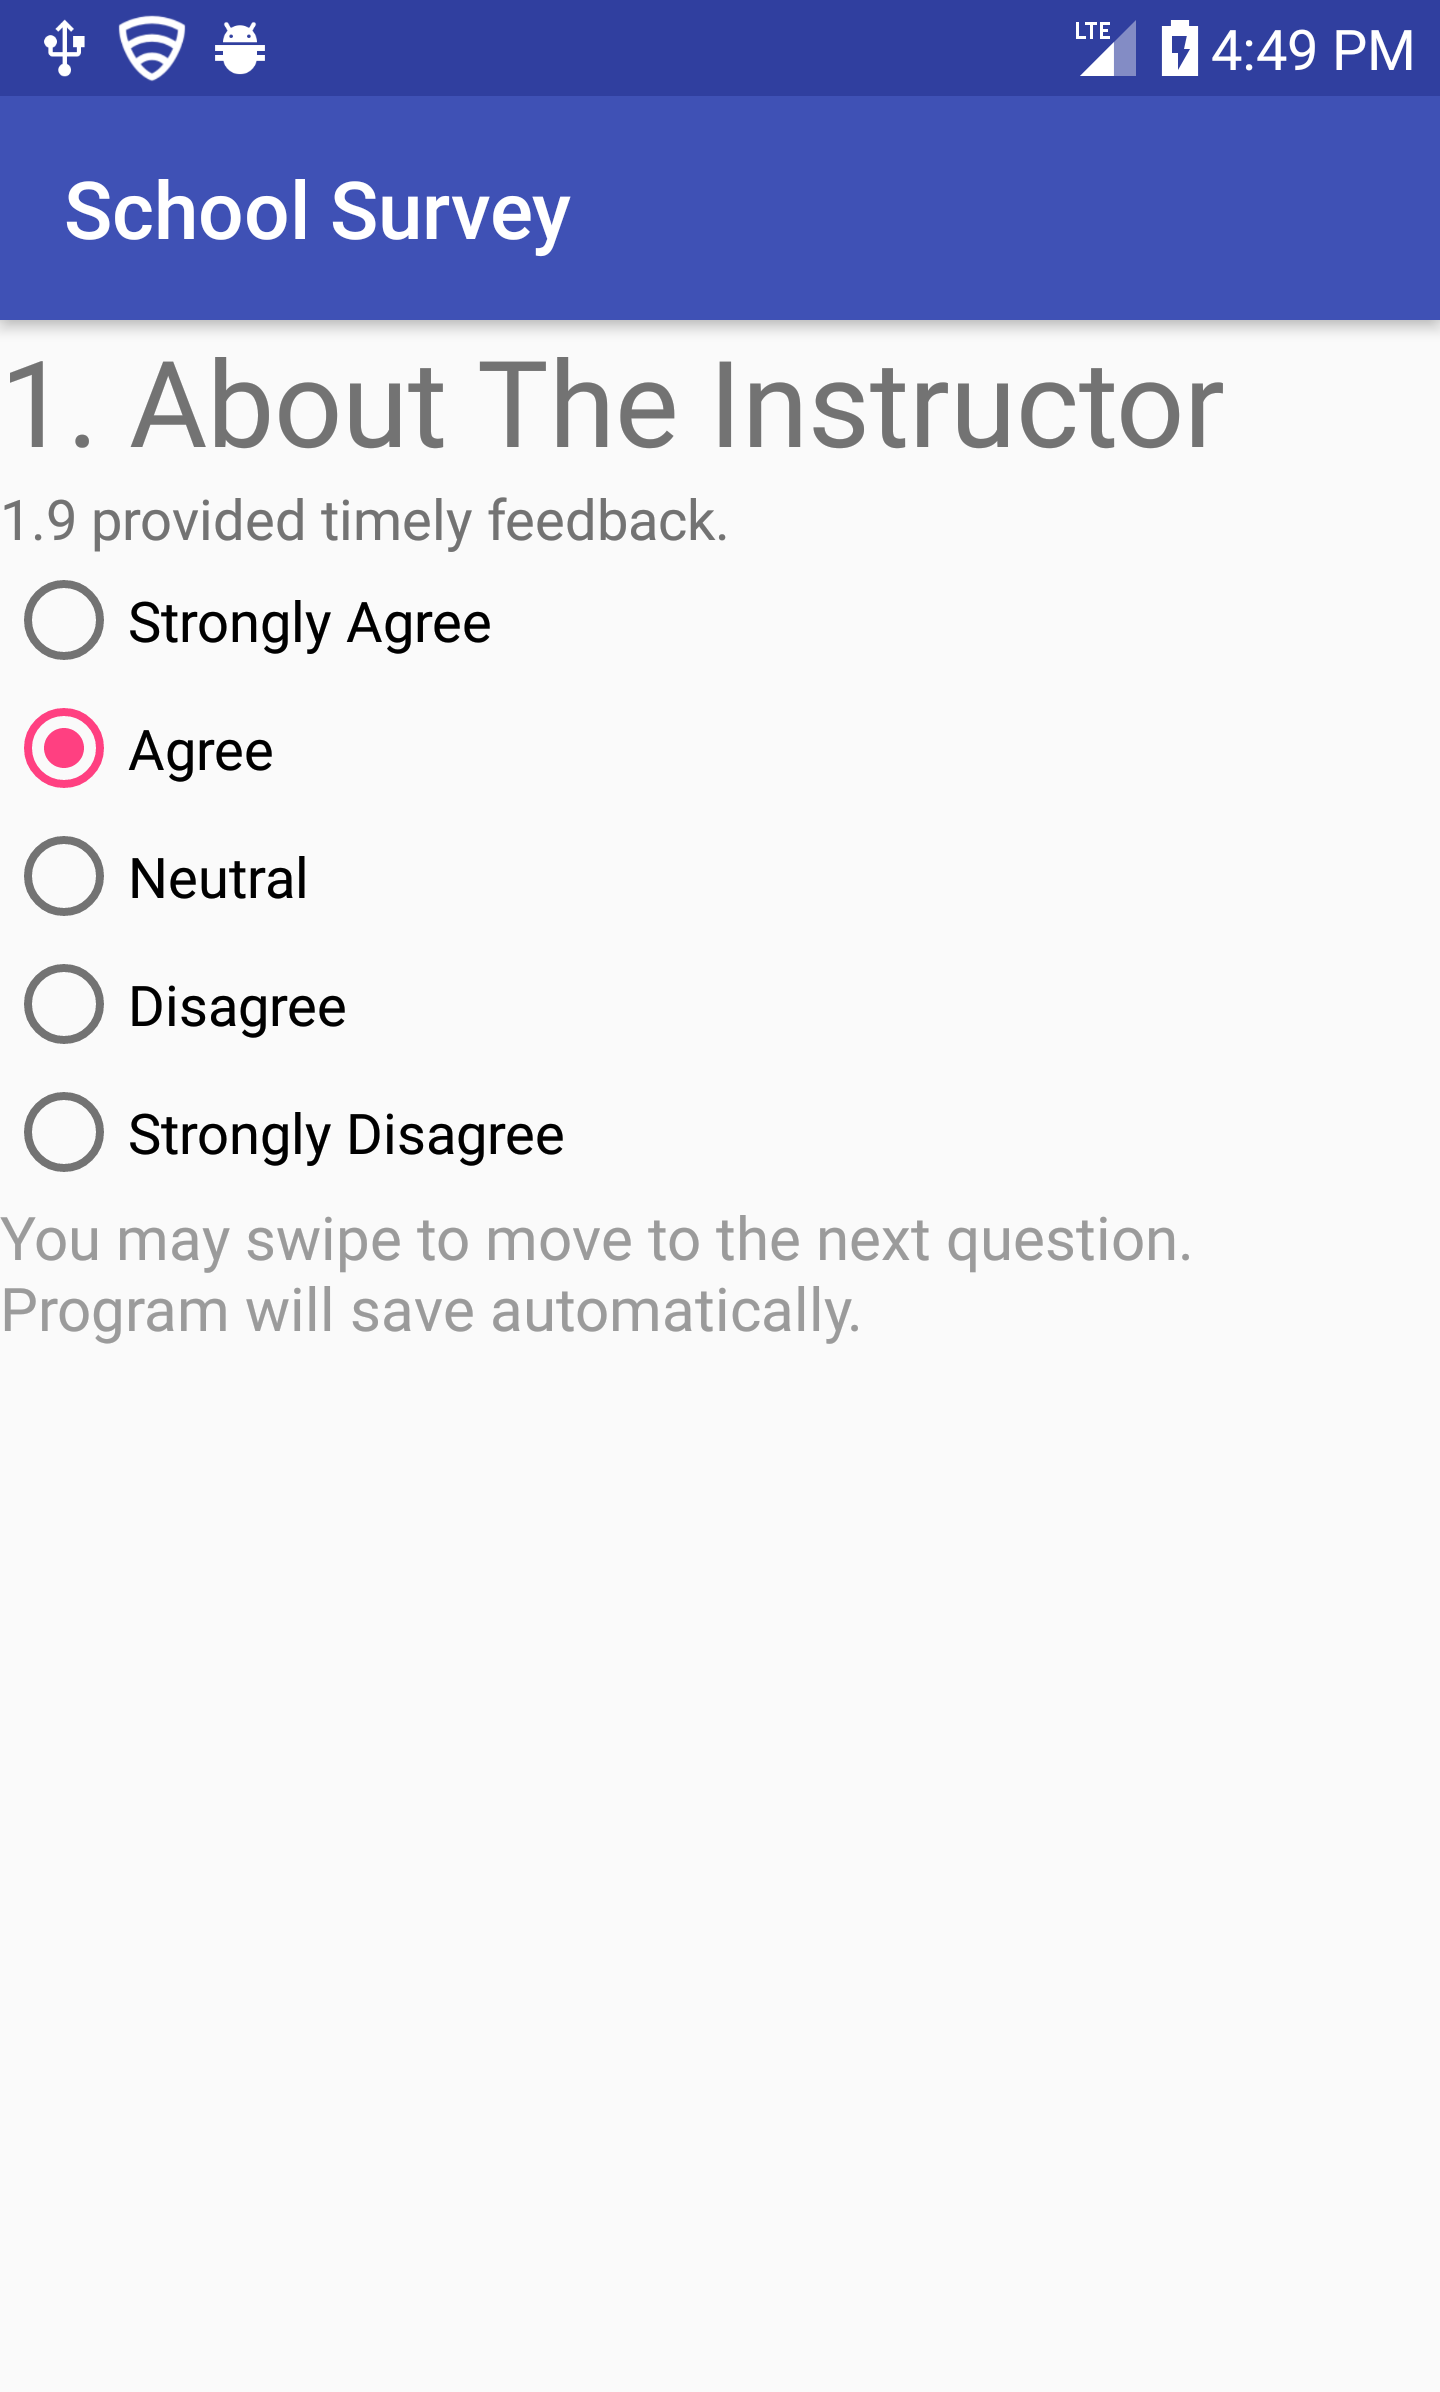 LTE 4:49 PM
School Survey
1. About The Instructor
1.9 provided timely feedback.
Strongly Agree
Agree
Neutral
Disagree
Strongly Disagree
You may swipe to move to the next question.
Program will save automatically.